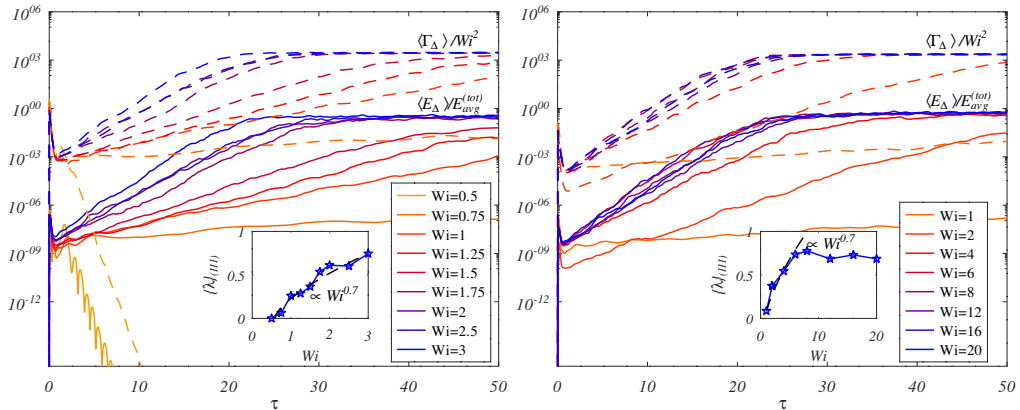 10^06
10^03
10^00
10^-03
10^-06
10^-09
10^-12
⟨Γ_Δ⟩/Wi^2
⟨E_Δ⟩/E_avg^(tot)
Wi=0.5
Wi=0.75
Wi=1
Wi=1.25
Wi=1.5
Wi=1.75
Wi=2
Wi=2.5
Wi=3
1
0.5
0
⟨λ⟩_(III)
∝ Wi^0.7
0 1 2 3
Wi
0 10 20 30 40 50
τ
10^06
10^03
10^00
10^-03
10^-06
10^-09
10^-12
⟨Γ_Δ⟩/Wi^2
⟨E_Δ⟩/E_avg^(tot)
Wi=1
Wi=2
Wi=4
Wi=6
Wi=8
Wi=12
Wi=16
Wi=20
1
0.5
0
⟨λ⟩_(III)
∝ Wi^0.7
0 10 20
Wi
0 10 20 30 40 50
τ